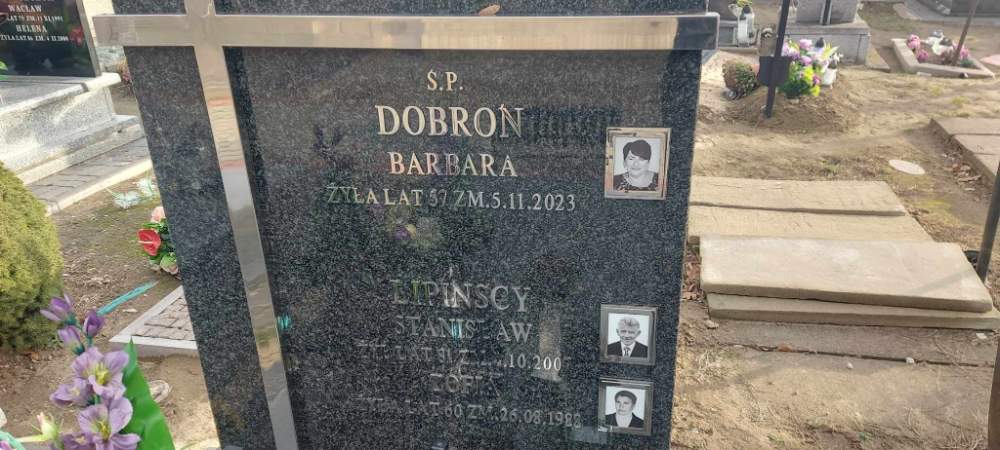 WACŁAW
HELENA
S.P.
DOBROŃ
BARBARA
ŻYŁA LAT 57 ZM.5.11.2023
LIPIŃSCY
STANISŁAW
ZOFIA
LAT 60 ZM.26.08.1988